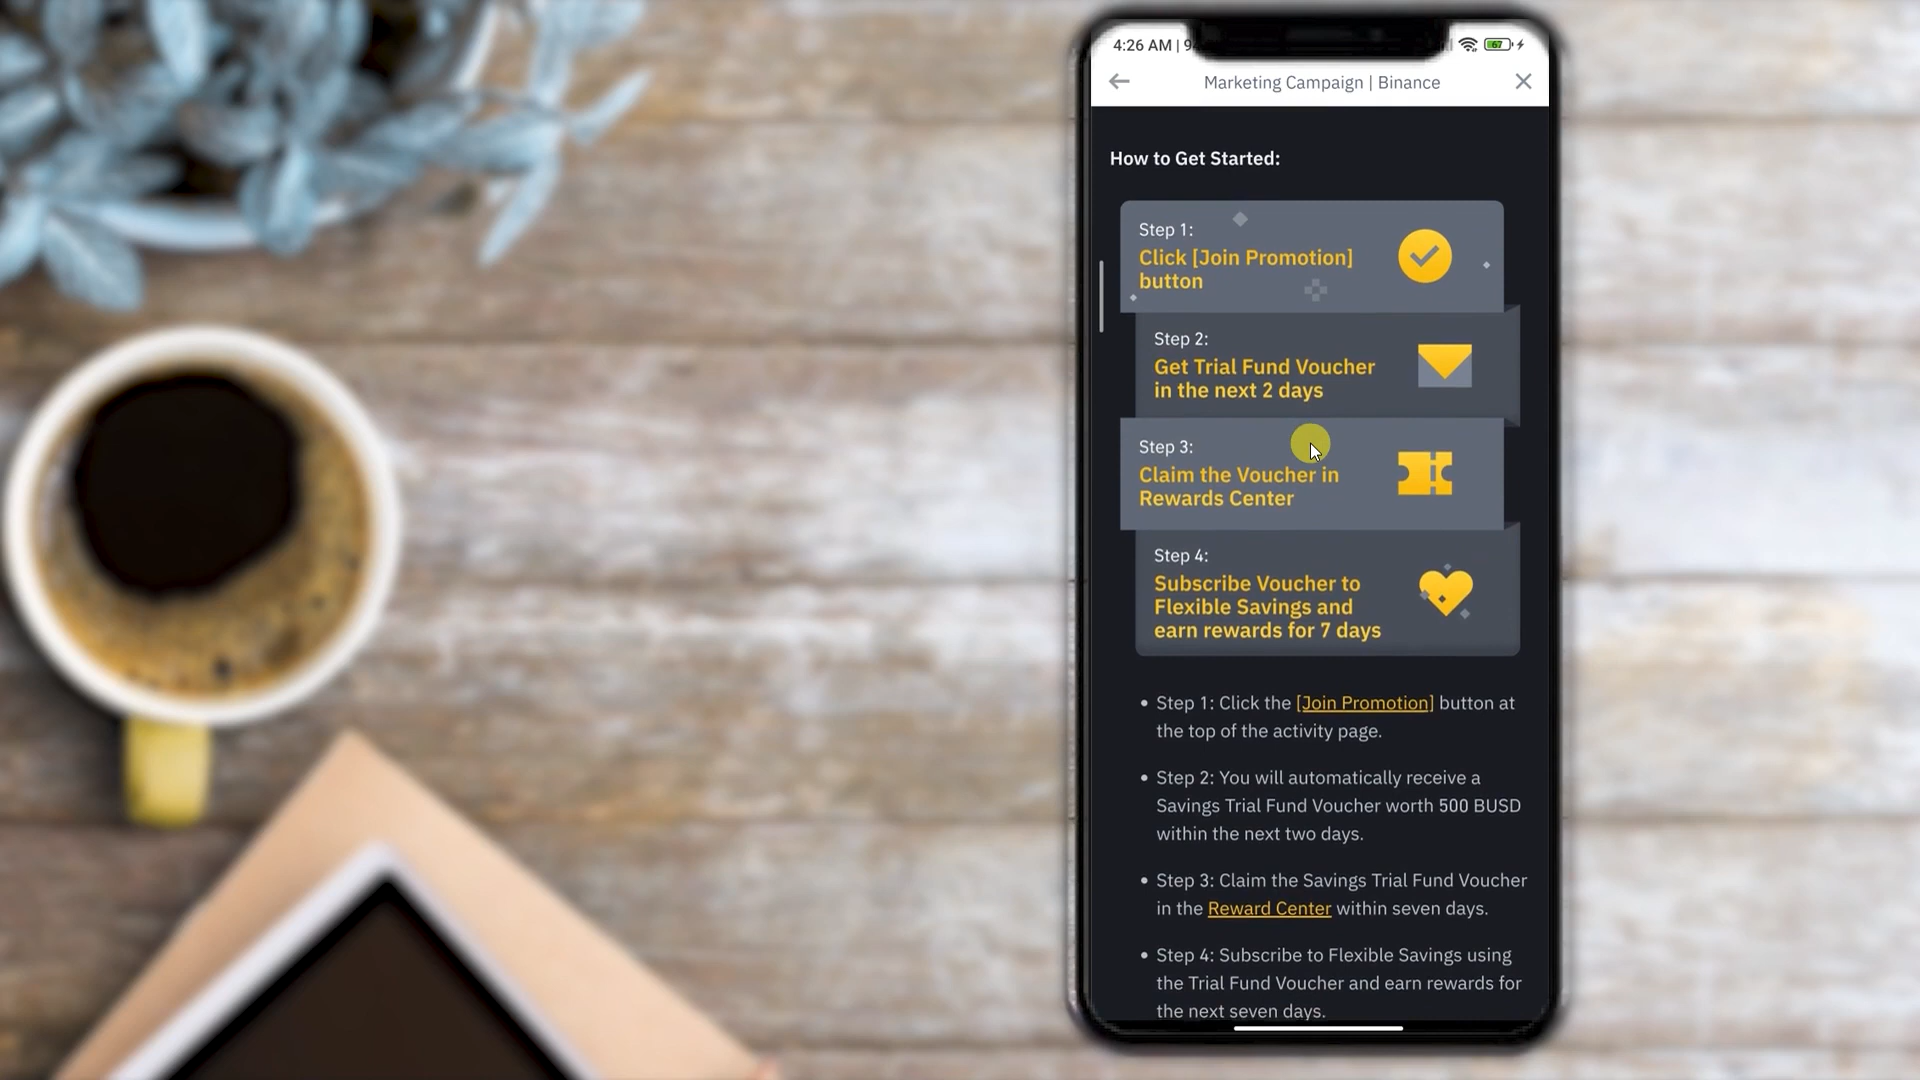 4:26 AM | 9
67
Marketing Campaign | Binance
How to Get Started:
Step 1:
Click [Join Promotion]
button
Step 2:
Get Trial Fund Voucher
in the next 2 days
Step 3:
Claim the Voucher in
Rewards Center
Step 4:
Subscribe Voucher to
Flexible Savings and
earn rewards for 7 days
• Step 1: Click the [Join Promotion] button at
the top of the activity page.
• Step 2: You will automatically receive a
Savings Trial Fund Voucher worth 500 BUSD
within the next two days.
• Step 3: Claim the Savings Trial Fund Voucher
in the Reward Center within seven days.
• Step 4: Subscribe to Flexible Savings using
the Trial Fund Voucher and earn rewards for
the next seven days.